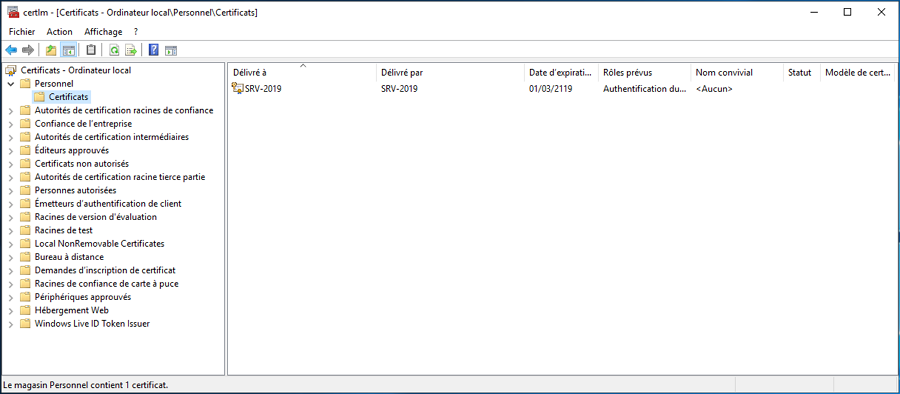 certlm - [Certificats - Ordinateur local\Personnel\Certificats]
Fichier Action Affichage ?
Certificats - Ordinateur local
Personnel
Certificats
Autorités de certification racines de confiance
Confiance de l'entreprise
Autorités de certification intermédiaires
Éditeurs approuvés
Certificats non autorisés
Autorités de certification racine tierce partie
Personnes autorisées
Émetteurs d'authentification de client
Racines de version d'évaluation
Racines de test
Local NonRemovable Certificates
Bureau à distance
Demandes d'inscription de certificat
Racines de confiance de carte à puce
Périphériques approuvés
Hébergement Web
Windows Live ID Token Issuer
Délivré à Délivré par Date d'expirati... Rôles prévus Nom convivial Statut Modèle de cert...
SRV-2019 SRV-2019 01/03/2119 Authentification du... <Aucun>
Le magasin Personnel contient 1 certificat.